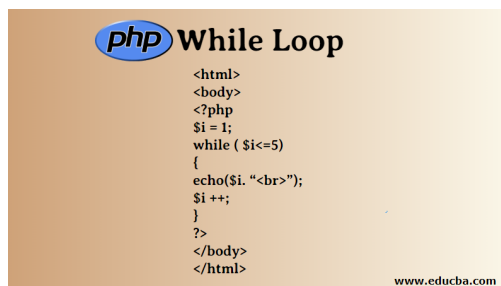 php While Loop
<html>
<body>
<?php
$i = 1;
while ( $i<=5)
{
echo($i. “<br>”);
$i ++;
}
?>
</body>
</html>
www.educba.com